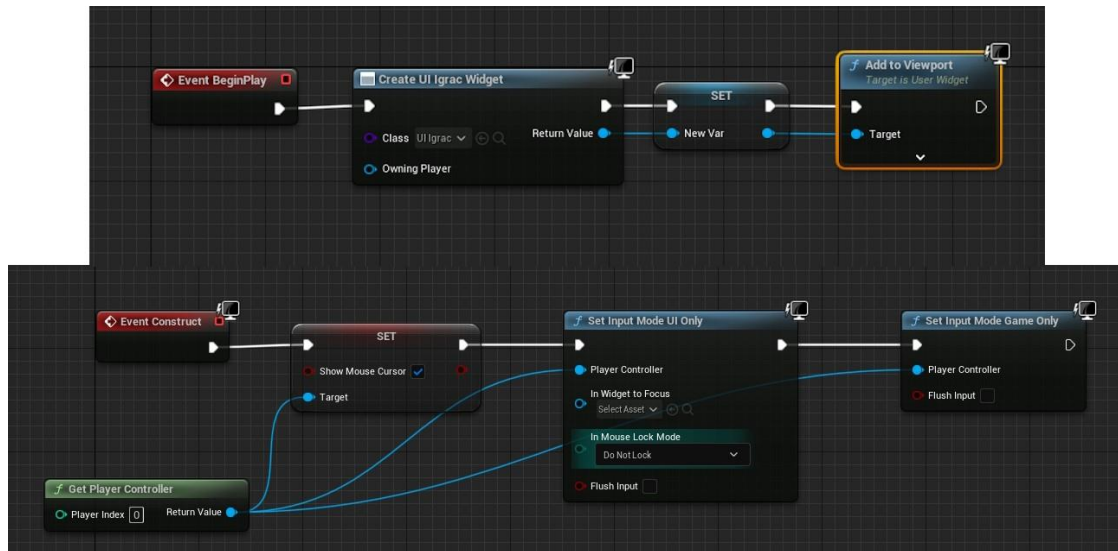 Event BeginPlay
Create UI Igrac Widget
Class UI Igrac
Return Value
Owning Player
SET
New Var
f Add to Viewport
Target is User Widget
Target
Event Construct
SET
Show Mouse Cursor
Target
f Set Input Mode UI Only
Player Controller
In Widget to Focus
Select Asset
In Mouse Lock Mode
Do Not Lock
Flush Input
f Set Input Mode Game Only
Player Controller
Flush Input
f Get Player Controller
Player Index 0
Return Value